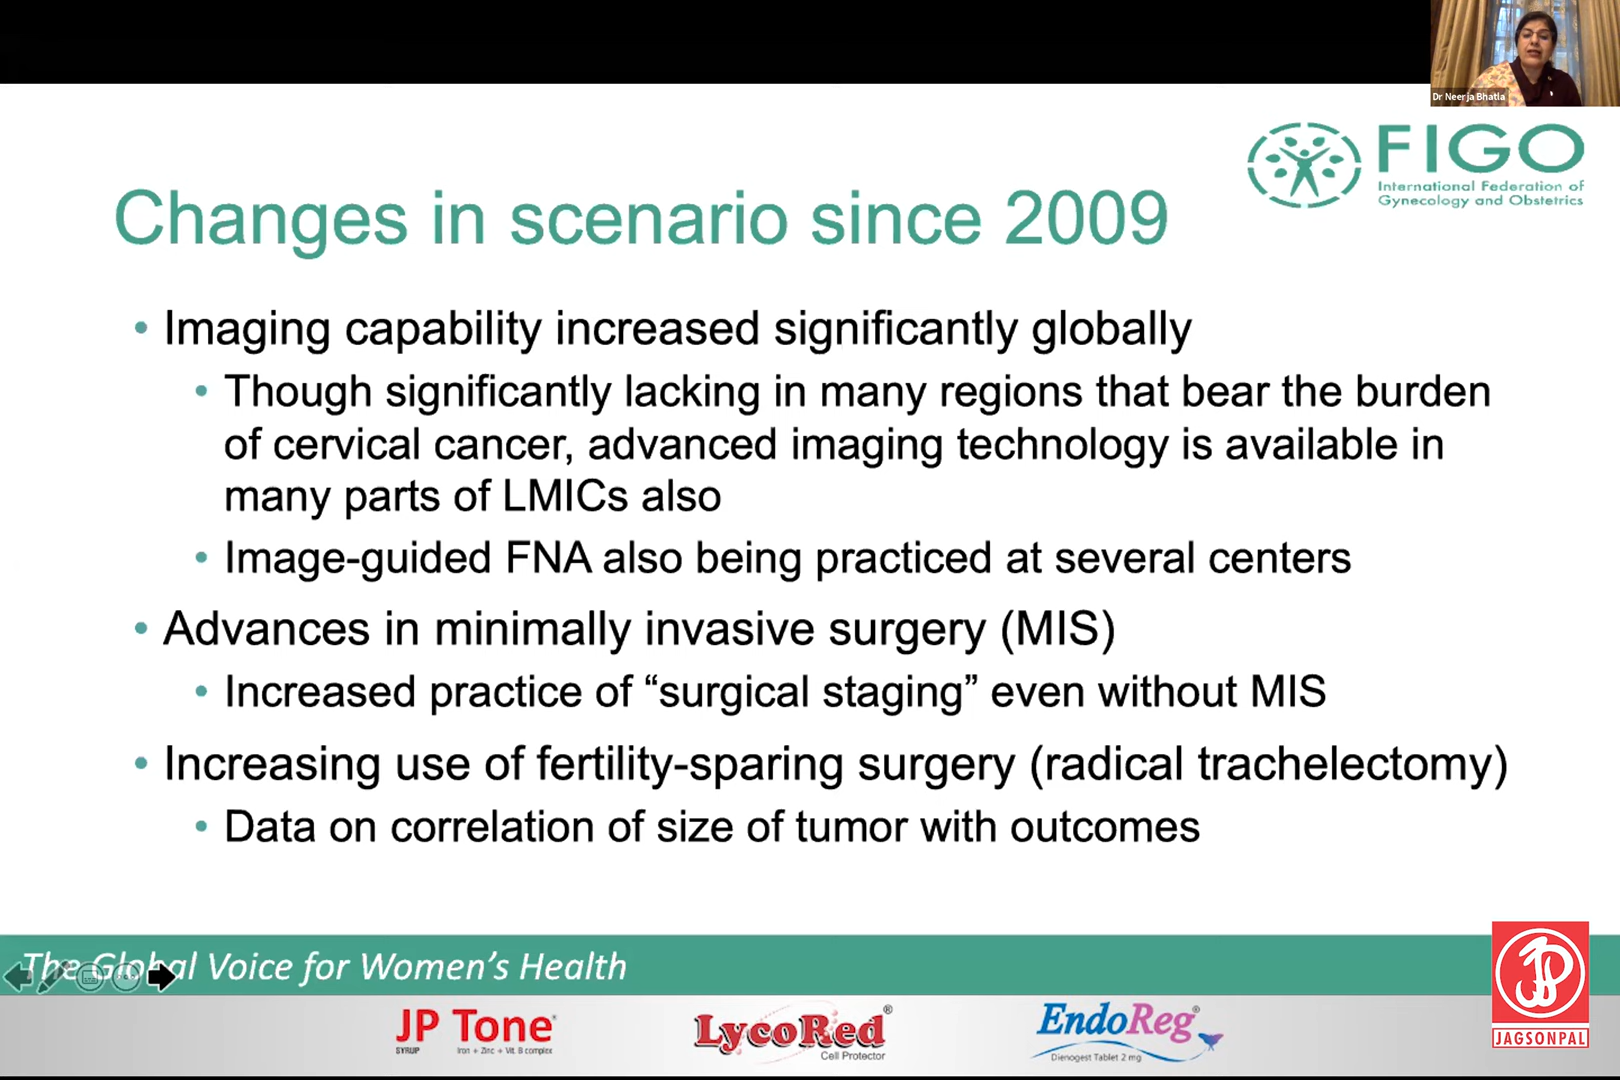 Dr Neerja Bhatla
FIGO
International Federation of
Gynecology and Obstetrics
Changes in scenario since 2009
• Imaging capability increased significantly globally
• Though significantly lacking in many regions that bear the burden
of cervical cancer, advanced imaging technology is available in
many parts of LMICs also
• Image-guided FNA also being practiced at several centers
• Advances in minimally invasive surgery (MIS)
• Increased practice of “surgical staging” even without MIS
• Increasing use of fertility-sparing surgery (radical trachelectomy)
• Data on correlation of size of tumor with outcomes
The Global Voice for Women’s Health
JP Tone
SYRUP Iron + Zinc + Vit. B complex
LycoRed®
Cell Protector
EndoReg®
Dienogest Tablet 2 mg
JAGSONPAL